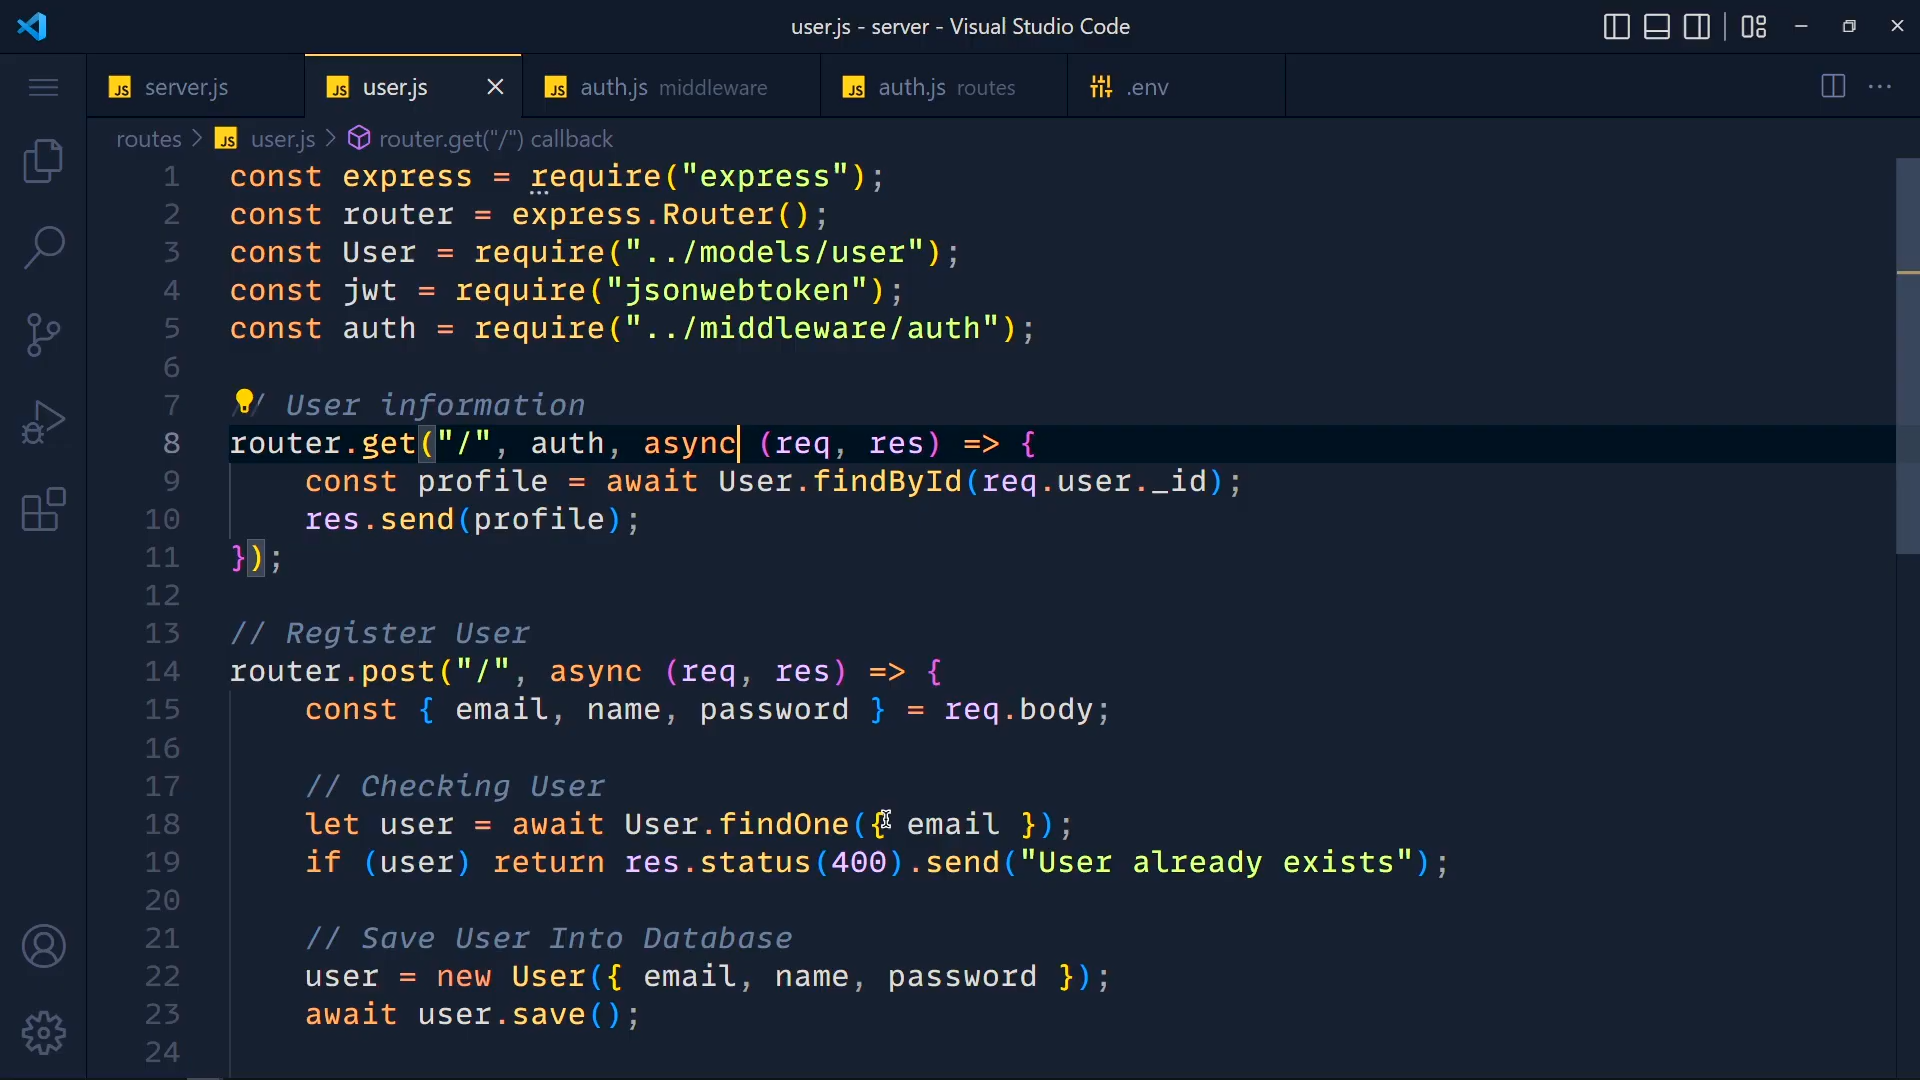 user.js - server - Visual Studio Code
JS server.js
JS user.js
JS auth.js middleware
JS auth.js routes
.env
routes > JS user.js > router.get("/") callback
1 const express = require("express");
2 const router = express.Router();
3 const User = require("../models/user");
4 const jwt = require("jsonwebtoken");
5 const auth = require("../middleware/auth");
6
7 // User information
8 router.get("/", auth, async (req, res) => {
9 const profile = await User.findById(req.user._id);
10 res.send(profile);
11 });
12
13 // Register User
14 router.post("/", async (req, res) => {
15 const { email, name, password } = req.body;
16
17 // Checking User
18 let user = await User.findOne({ email });
19 if (user) return res.status(400).send("User already exists");
20
21 // Save User Into Database
22 user = new User({ email, name, password });
23 await user.save();
24